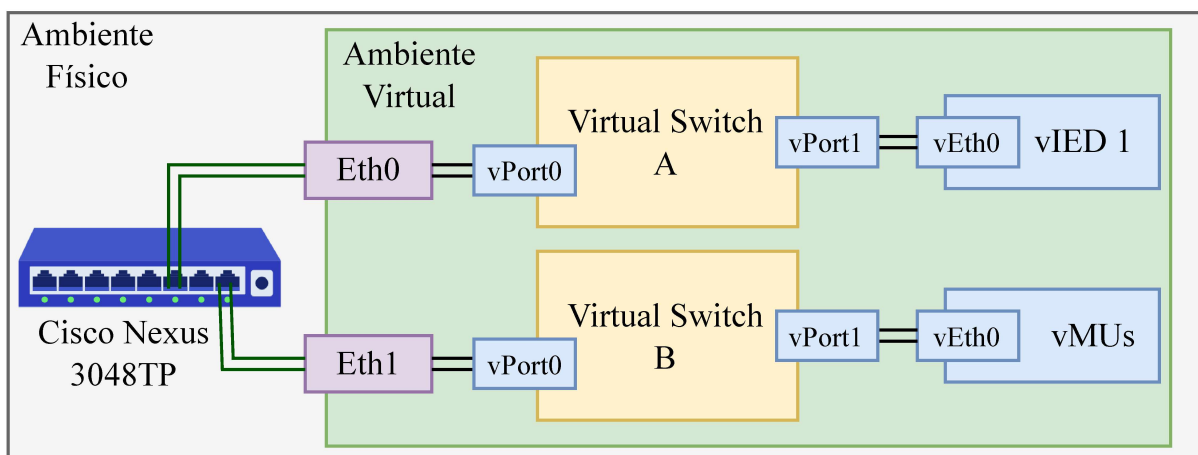 Ambiente
Físico
Ambiente
Virtual
Virtual Switch
A
Eth0
vPort0
vPort1
vEth0
vIED 1
Cisco Nexus
3048TP
Virtual Switch
B
Eth1
vPort0
vPort1
vEth0
vMUs